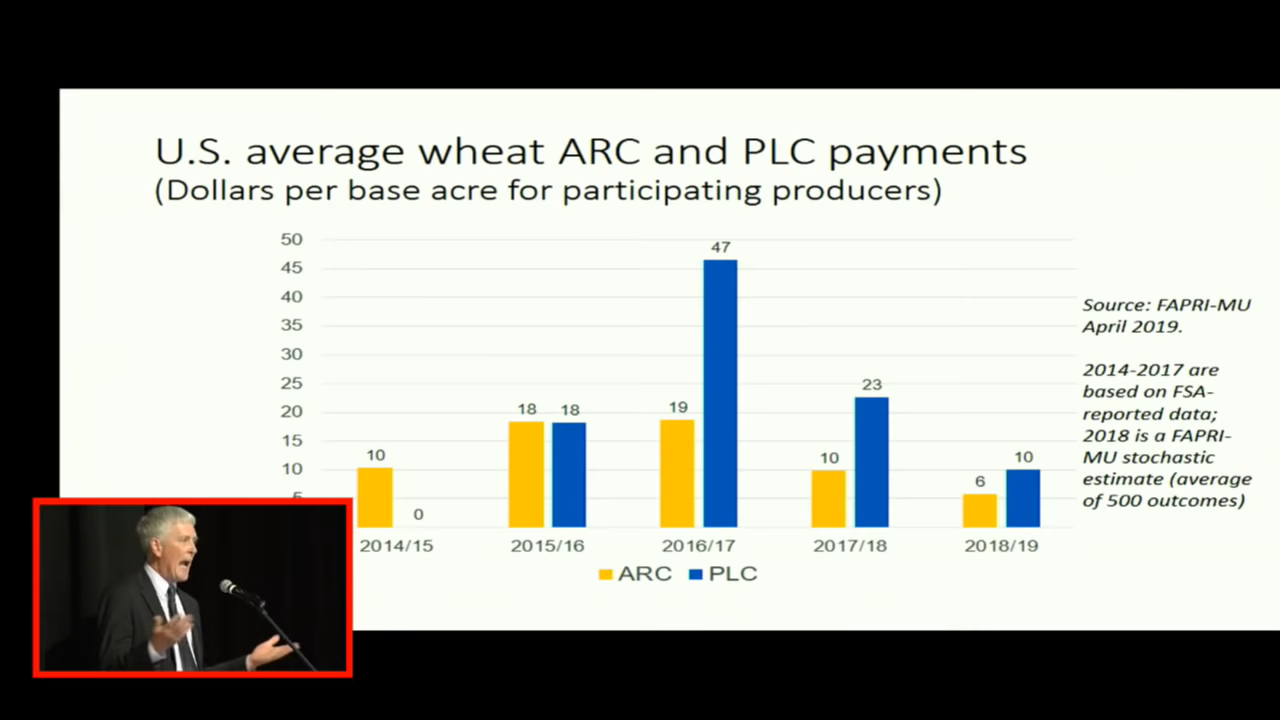 U.S. average wheat ARC and PLC payments
(Dollars per base acre for participating producers)
50
45
40
35
30
25
20
15
10
5
10
0
18
18
19
47
10
23
6
10
2014/15
2015/16
2016/17
2017/18
2018/19
ARC
PLC
Source: FAPRI-MU
April 2019.
2014-2017 are
based on FSA-
reported data;
2018 is a FAPRI-
MU stochastic
estimate (average
of 500 outcomes)